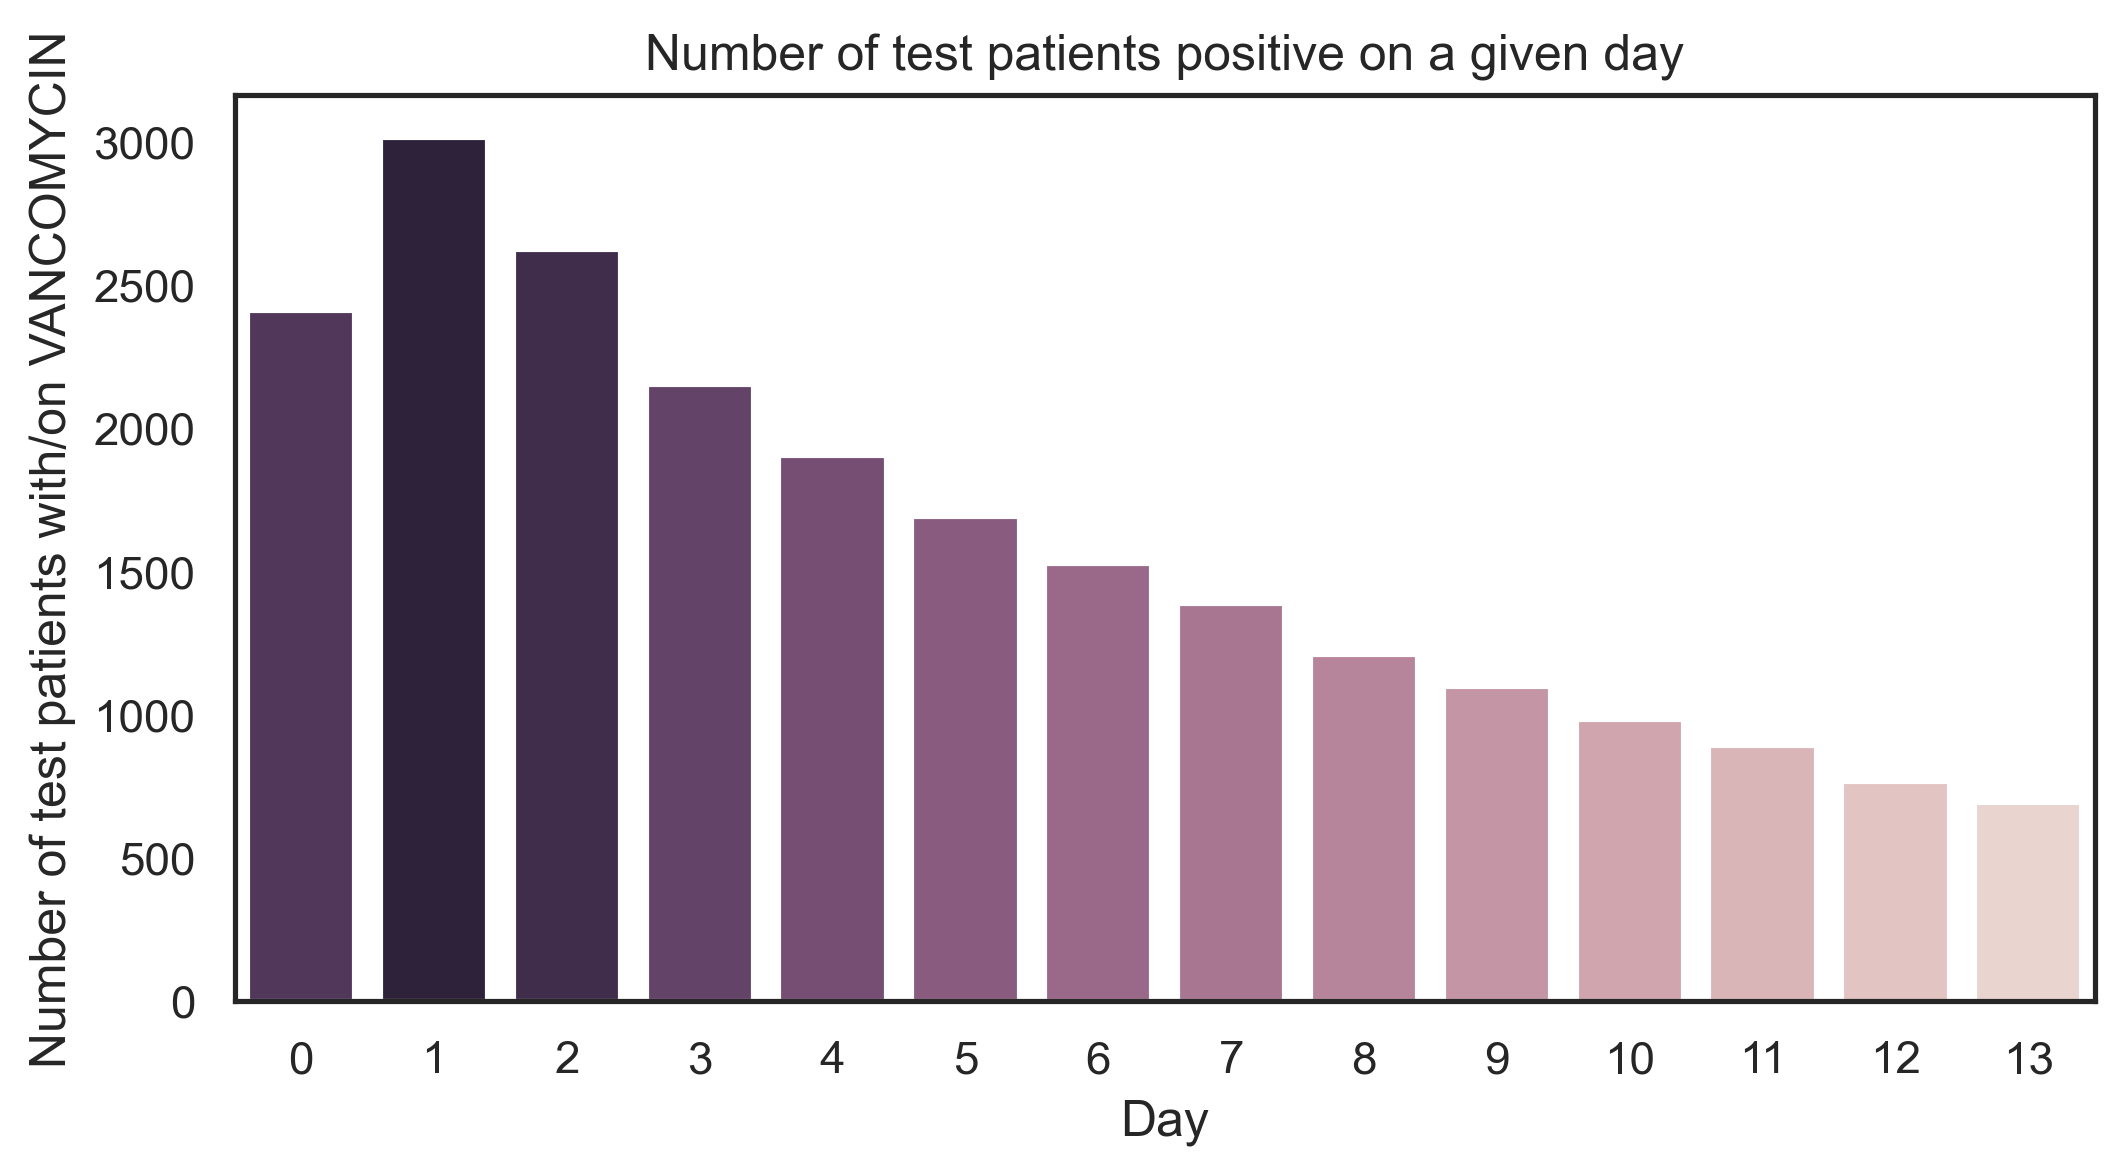 Number of test patients positive on a given day
Number of test patients with/on VANCOMYCIN
3000
2500
2000
1500
1000
500
0
0 1 2 3 4 5 6 7 8 9 10 11 12 13
Day